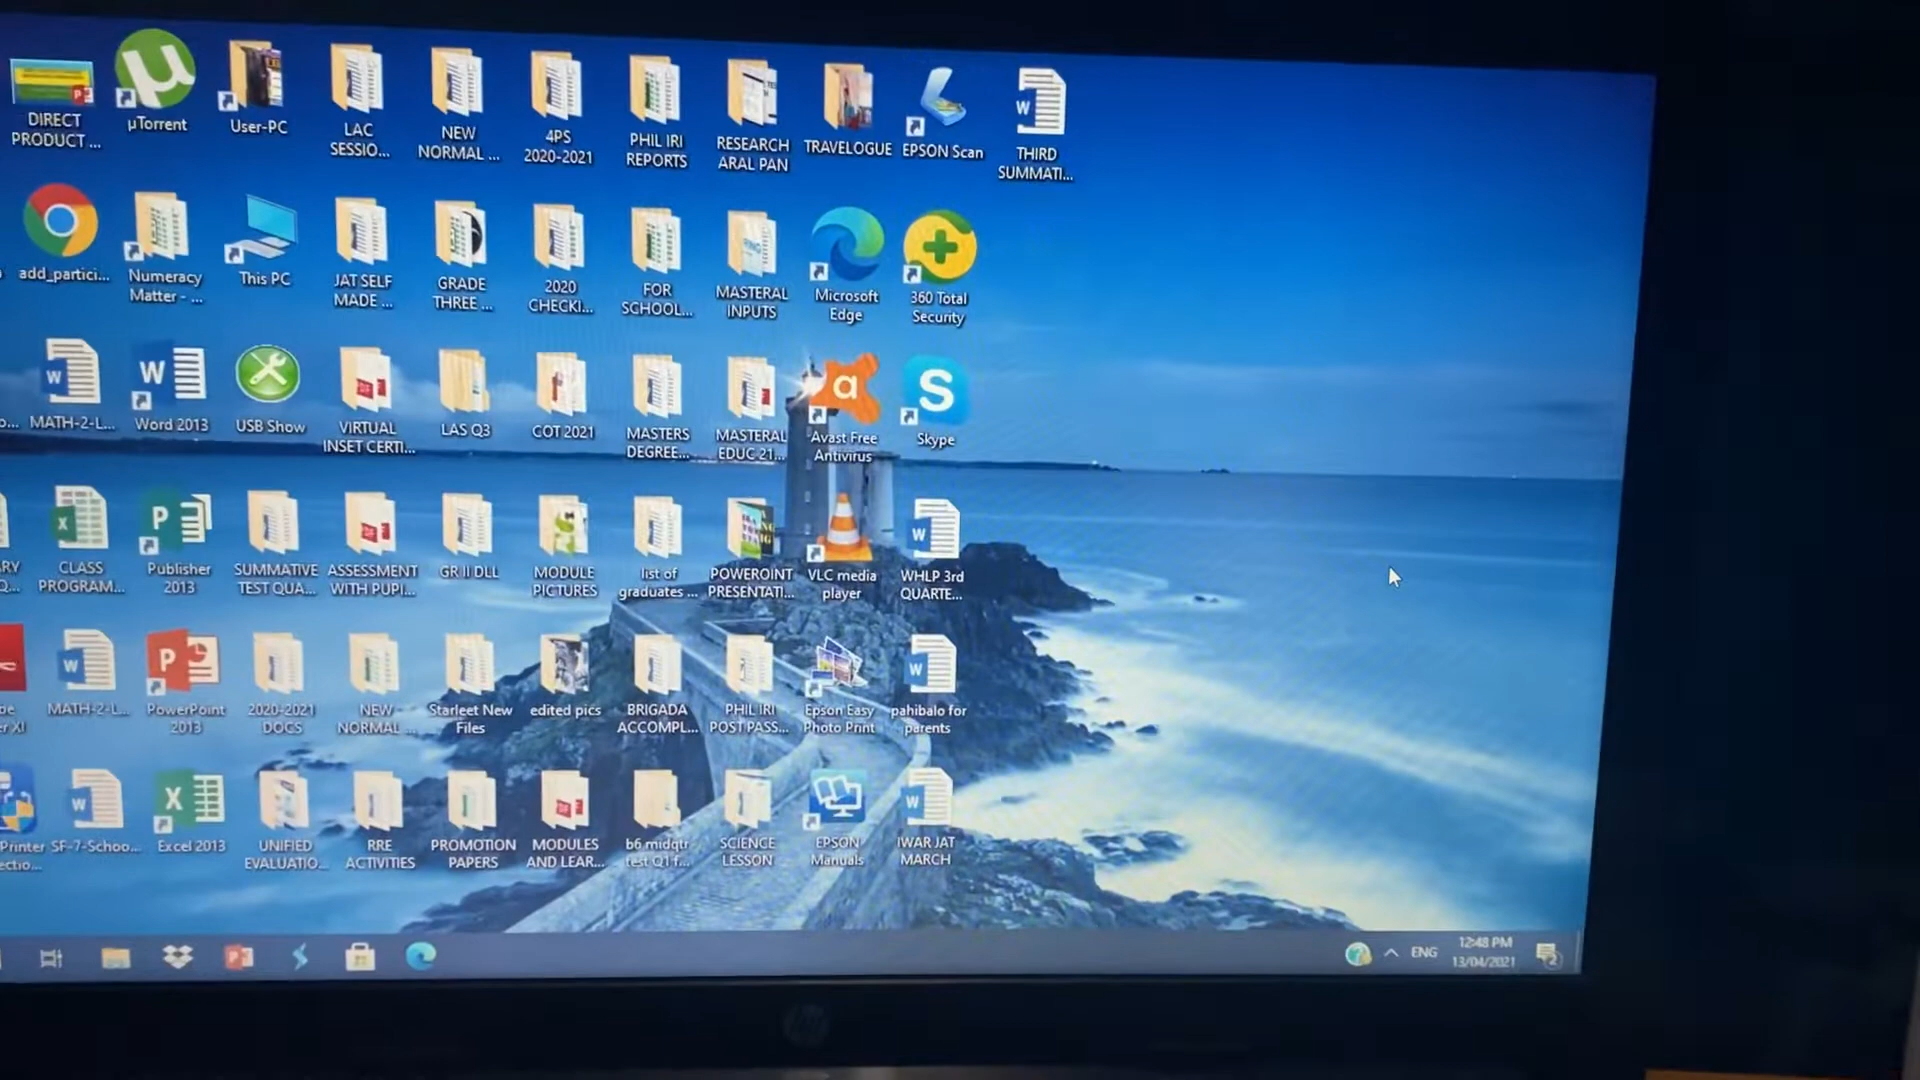 DIRECT
PRODUCT ...
µTorrent
User-PC
LAC
SESSIO...
NEW
NORMAL ...
4PS
2020-2021
PHIL IRI
REPORTS
RESEARCH
ARAL PAN
TRAVELOGUE
EPSON Scan
THIRD
SUMMATI...
add_partici...
Numeracy
Matter - ...
This PC
JAT SELF
MADE ...
GRADE
THREE ...
2020
CHECKI...
FOR
SCHOOL...
MASTERAL
INPUTS
Microsoft
Edge
360 Total
Security
MATH-2-L...
Word 2013
USB Show
VIRTUAL
INSET CERTI...
LAS Q3
COT 2021
MASTERS
DEGREE...
MASTERAL
EDUC 21...
Avast Free
Antivirus
Skype
CLASS
PROGRAM...
Publisher
2013
SUMMATIVE
TEST QUA...
ASSESSMENT
WITH PUPI...
GR II DLL
MODULE
PICTURES
list of
graduates ...
POWEROINT
PRESENTATI...
VLC media
player
WHLP 3rd
QUARTE...
MATH-2-L...
PowerPoint
2013
2020-2021
DOCS
NEW
NORMAL ...
Starleet New
Files
edited pics
BRIGADA
ACCOMPL...
PHIL IRI
POST PASS...
Epson Easy
Photo Print
pahibalo for
parents
Printer
ectio...
SF-7-Schoo...
Excel 2013
UNIFIED
EVALUATIO...
RRE
ACTIVITIES
PROMOTION
PAPERS
MODULES
AND LEAR...
b6 midqtr
test Q1 f...
SCIENCE
LESSON
EPSON
Manuals
IWAR JAT
MARCH
ENG
12:48 PM
13/04/2021
2
hp